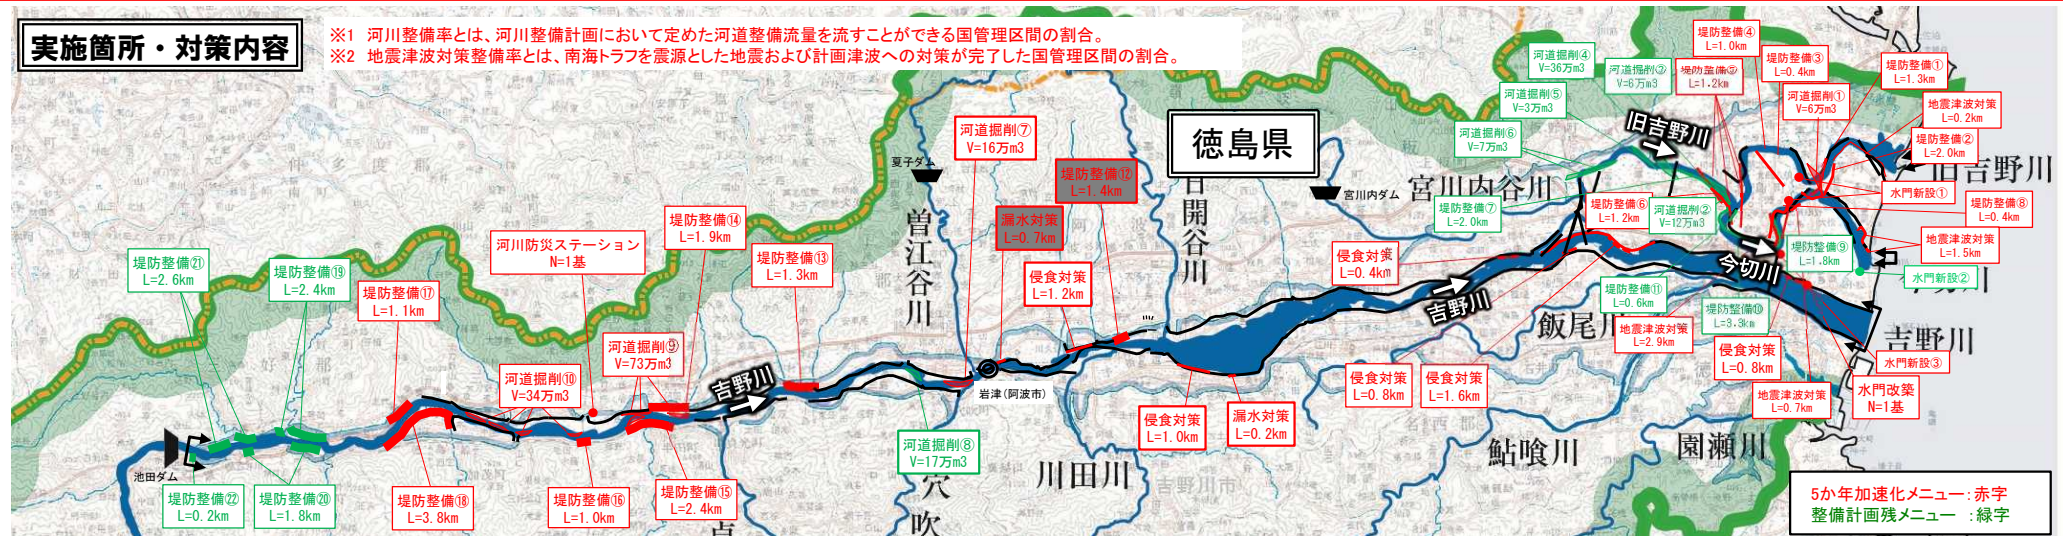 実施箇所・対策内容
※1 河川整備率とは、河川整備計画において定めた河道整備流量を流すことができる国管理区間の割合。
※2 地震津波対策整備率とは、南海トラフを震源とした地震および計画津波への対策が完了した国管理区間の割合。
徳島県
堤防整備④
L=1.0km
堤防整備③
L=0.4km
堤防整備①
L=1.3km
河道掘削④
V=36万m3
河道掘削③
V=6万m3
堤防整備⑤
L=1.2km
河道掘削①
V=6万m3
地震津波対策
L=0.2km
河道掘削⑤
V=3万m3
堤防整備②
L=2.0km
河道掘削⑥
V=7万m3
旧吉野川
旧吉野川
河道掘削⑦
V=16万m3
夏子ダム
堤防整備⑫
L=1.4km
宮川内ダム
宮川内谷川
日開谷川
曽江谷川
水門新設①
堤防整備⑦
L=2.0km
堤防整備⑥
L=1.2km
河道掘削②
V=12万m3
堤防整備⑧
L=0.4km
漏水対策
L=0.7km
堤防整備⑭
L=1.9km
河川防災ステーション
N=1基
堤防整備⑬
L=1.3km
堤防整備㉑
L=2.6km
堤防整備⑲
L=2.4km
堤防整備⑰
L=1.1km
侵食対策
L=1.2km
侵食対策
L=0.4km
堤防整備⑨
L=1.8km
地震津波対策
L=1.5km
今切川
水門新設②
吉野川
堤防整備⑪
L=0.6km
堤防整備⑩
L=3.3km
飯尾川
地震津波対策
L=2.9km
吉野川
水門新設③
河道掘削⑨
V=73万m3
河道掘削⑩
V=34万m3
吉野川
岩津(阿波市)
侵食対策
L=0.8km
侵食対策
L=1.6km
侵食対策
L=0.8km
地震津波対策
L=0.7km
水門改築
N=1基
侵食対策
L=1.0km
漏水対策
L=0.2km
河道掘削⑧
V=17万m3
池田ダム
堤防整備㉒
L=0.2km
堤防整備⑳
L=1.8km
堤防整備⑱
L=3.8km
堤防整備⑯
L=1.0km
堤防整備⑮
L=2.4km
穴吹
川田川
吉野川市
鮎喰川
園瀬川
5か年加速化メニュー:赤字
整備計画残メニュー :緑字